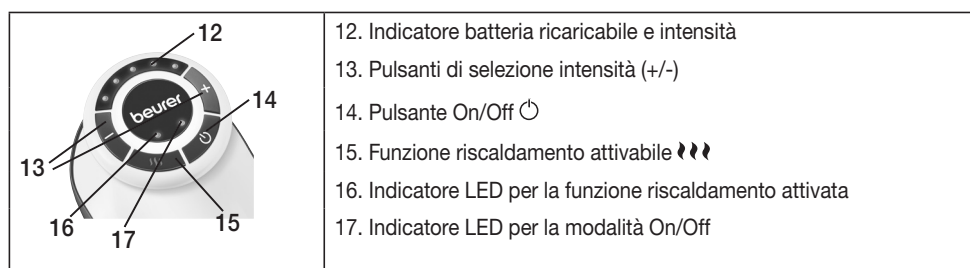 12
13
14
15
16
17
beurer
+
−
12. Indicatore batteria ricaricabile e intensità
13. Pulsanti di selezione intensità (+/-)
14. Pulsante On/Off
15. Funzione riscaldamento attivabile
16. Indicatore LED per la funzione riscaldamento attivata
17. Indicatore LED per la modalità On/Off